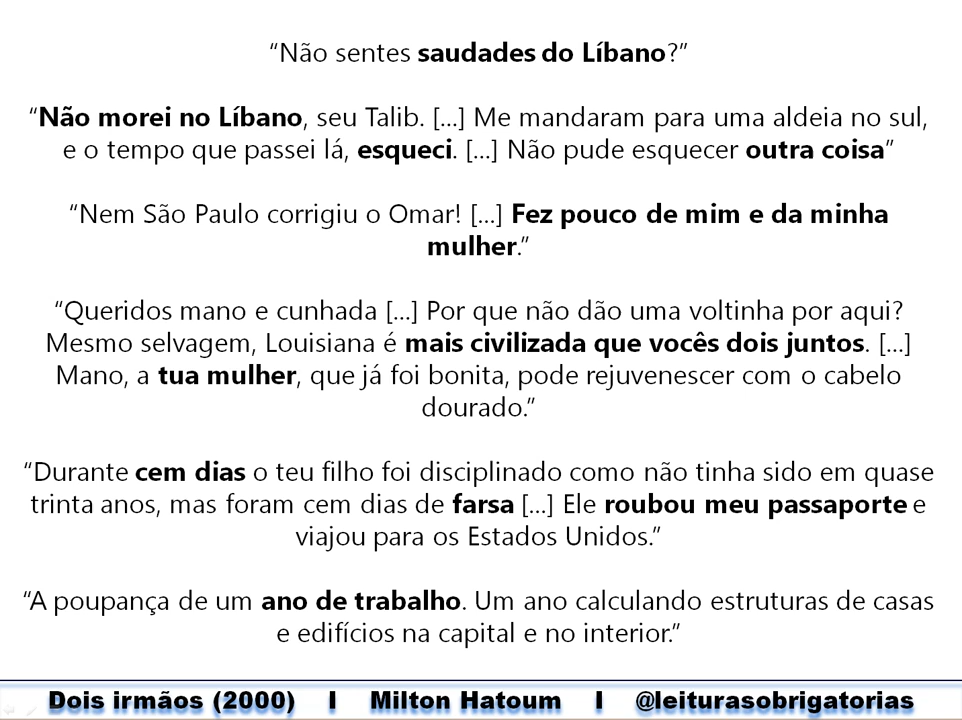 “Não sentes saudades do Líbano?”
“Não morei no Líbano, seu Talib. [...] Me mandaram para uma aldeia no sul,
e o tempo que passei lá, esqueci. [...] Não pude esquecer outra coisa”
“Nem São Paulo corrigiu o Omar! [...] Fez pouco de mim e da minha
mulher.”
“Queridos mano e cunhada [...] Por que não dão uma voltinha por aqui?
Mesmo selvagem, Louisiana é mais civilizada que vocês dois juntos. [...]
Mano, a tua mulher, que já foi bonita, pode rejuvenescer com o cabelo
dourado.”
“Durante cem dias o teu filho foi disciplinado como não tinha sido em quase
trinta anos, mas foram cem dias de farsa [...] Ele roubou meu passaporte e
viajou para os Estados Unidos.”
“A poupança de um ano de trabalho. Um ano calculando estruturas de casas
e edifícios na capital e no interior.”
Dois irmãos (2000) I Milton Hatoum I @leiturasobrigatorias